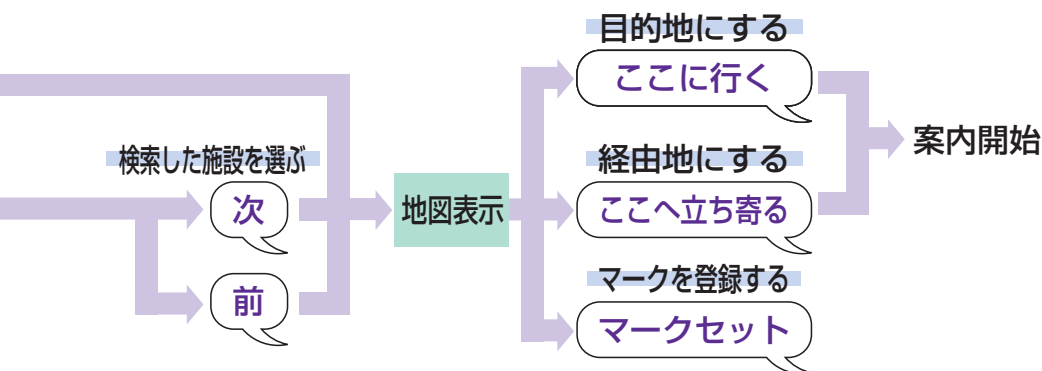 検索した施設を選ぶ
次
前
地図表示
目的地にする
ここに行く
経由地にする
ここへ立ち寄る
マークを登録する
マークセット
案内開始